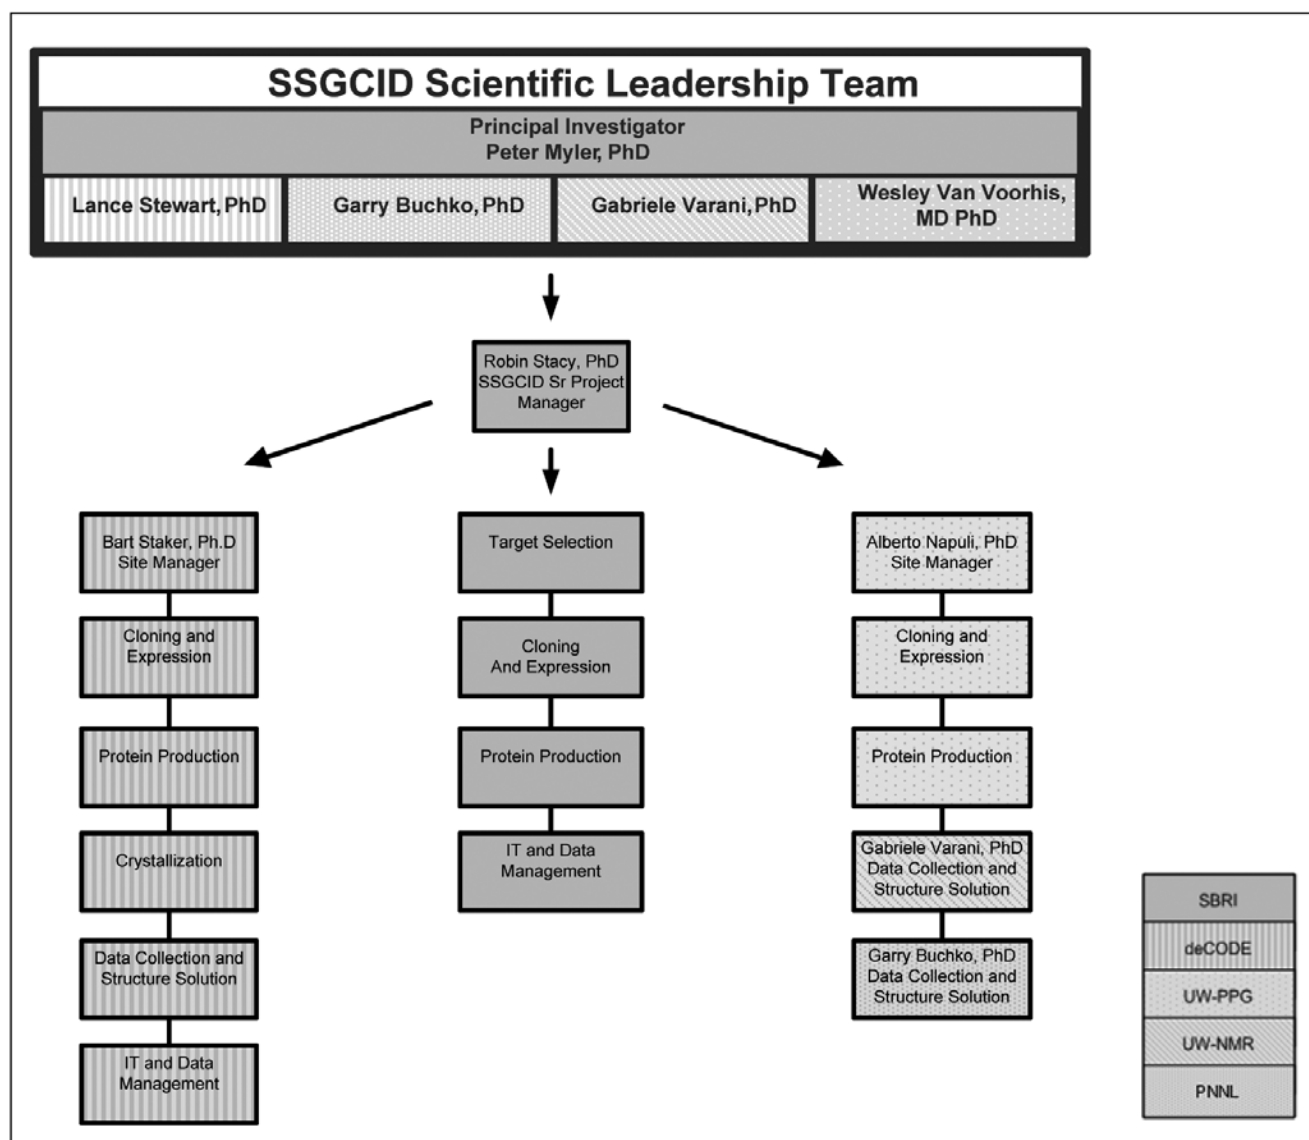 SSGCID Scientific Leadership Team
Principal Investigator
Peter Myler, PhD
Lance Stewart, PhD
Garry Buchko, PhD
Gabriele Varani, PhD
Wesley Van Voorhis,
MD PhD
Robin Stacy, PhD
SSGCID Sr Project
Manager
Bart Staker, Ph.D
Site Manager
Cloning and
Expression
Protein Production
Crystallization
Data Collection and
Structure Solution
IT and Data
Management
Target Selection
Cloning
And Expression
Protein Production
IT and Data
Management
Alberto Napuli, PhD
Site Manager
Cloning and
Expression
Protein Production
Gabriele Varani, PhD
Data Collection and
Structure Solution
Garry Buchko, PhD
Data Collection and
Structure Solution
SBRI
deCODE
UW-PPG
UW-NMR
PNNL